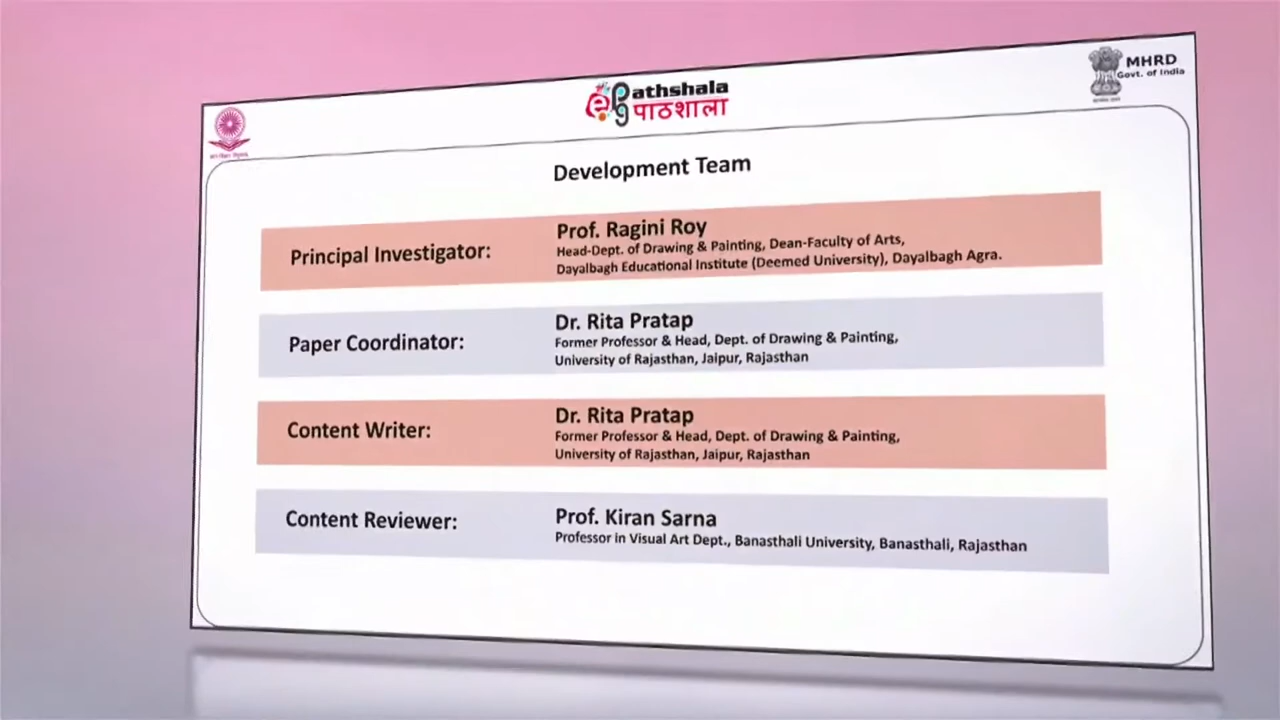 ePG athshala
पाठशाला
MHRD
Govt. of India
Development Team
Principal Investigator:
Prof. Ragini Roy
Head-Dept. of Drawing & Painting, Dean-Faculty of Arts,
Dayalbagh Educational Institute (Deemed University), Dayalbagh Agra.
Paper Coordinator:
Dr. Rita Pratap
Former Professor & Head, Dept. of Drawing & Painting,
University of Rajasthan, Jaipur, Rajasthan
Content Writer:
Dr. Rita Pratap
Former Professor & Head, Dept. of Drawing & Painting,
University of Rajasthan, Jaipur, Rajasthan
Content Reviewer:
Prof. Kiran Sarna
Professor in Visual Art Dept., Banasthali University, Banasthali, Rajasthan